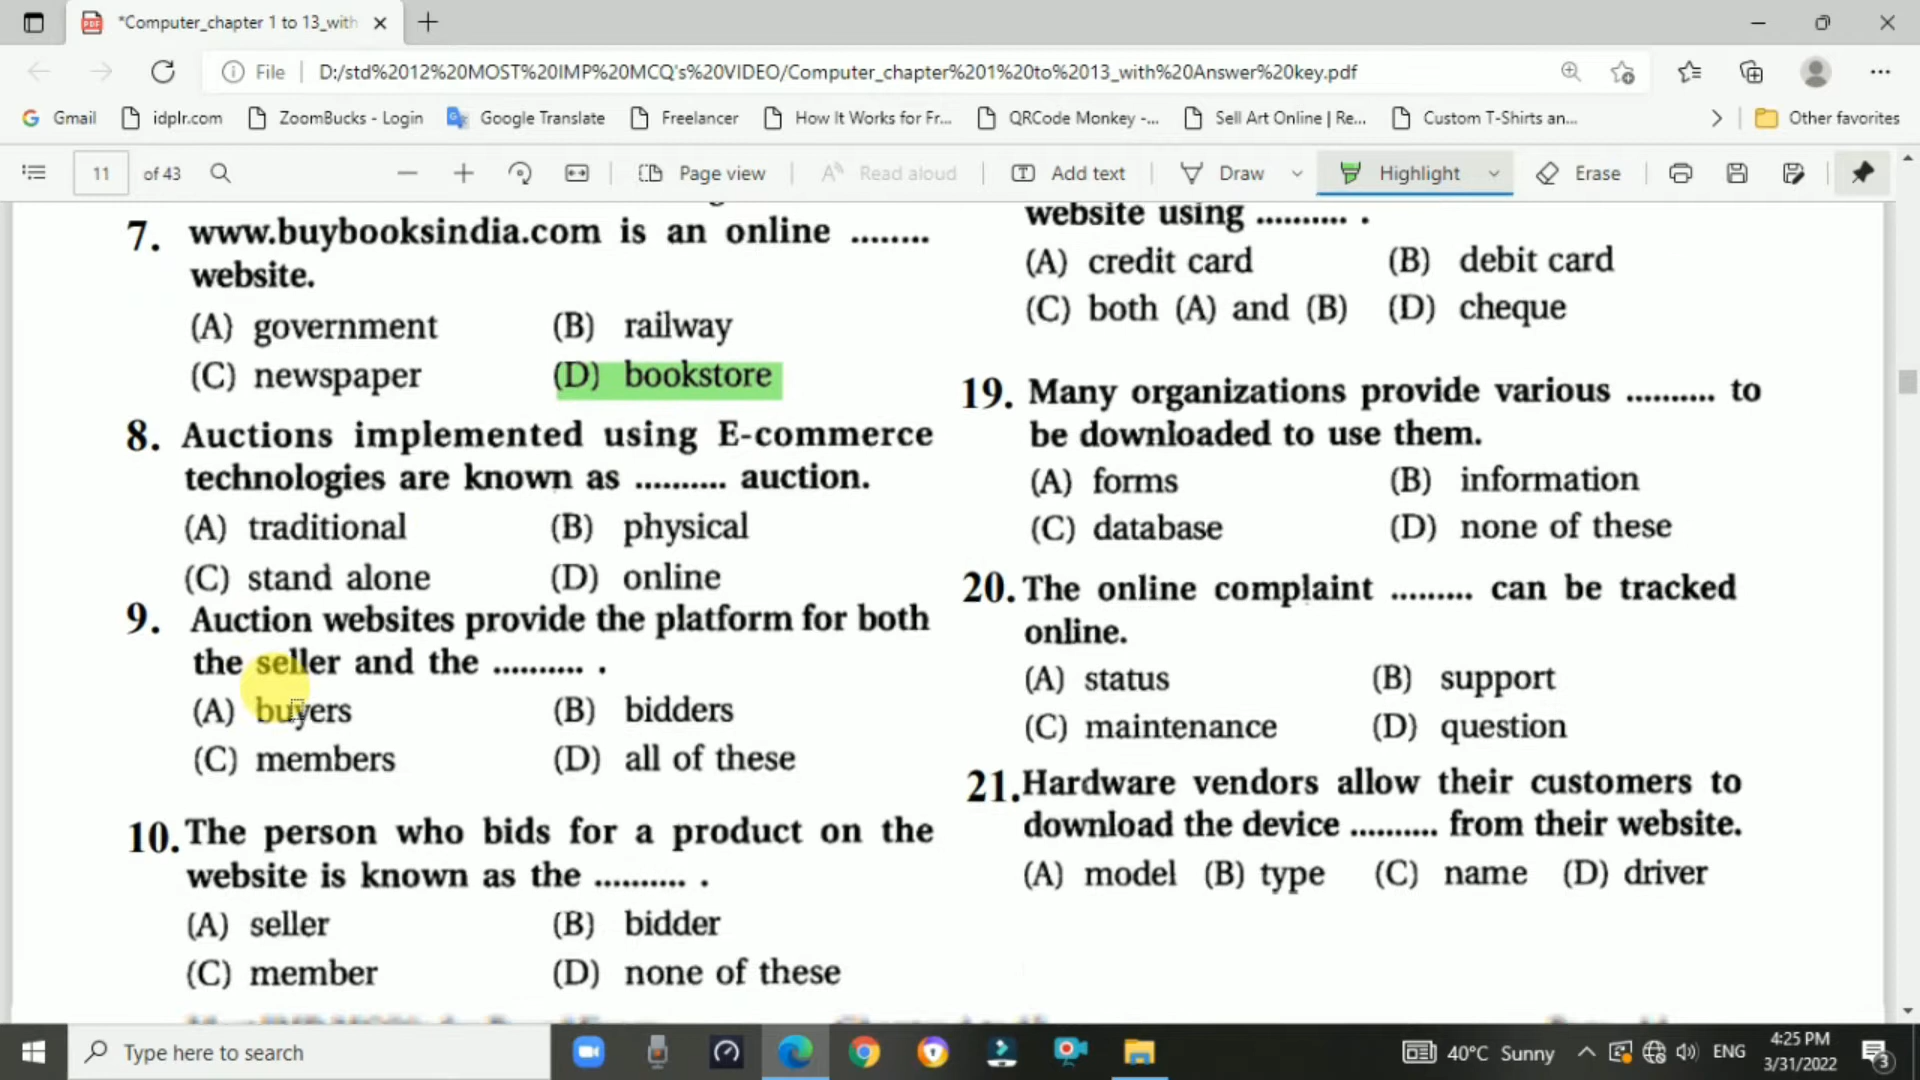 *Computer_chapter 1 to 13_with
File
D:/std%2012%20MOST%20IMP%20MCQ's%20VIDEO/Computer_chapter%201%20to%2013_with%20Answer%20key.pdf
Gmail idplr.com ZoomBucks - Login Google Translate Freelancer How It Works for Fr... QRCode Monkey -... Sell Art Online | Re... Custom T-Shirts an... Other favorites
11 of 43 Page view Read aloud Add text Draw Highlight Erase
7. www.buybooksindia.com is an online ........
website.
(A) government (B) railway
(C) newspaper (D) bookstore
8. Auctions implemented using E-commerce
technologies are known as .......... auction.
(A) traditional (B) physical
(C) stand alone (D) online
9. Auction websites provide the platform for both
the seller and the .......... .
(A) buyers (B) bidders
(C) members (D) all of these
10. The person who bids for a product on the
website is known as the .......... .
(A) seller (B) bidder
(C) member (D) none of these
website using .......... .
(A) credit card (B) debit card
(C) both (A) and (B) (D) cheque
19. Many organizations provide various .......... to
be downloaded to use them.
(A) forms (B) information
(C) database (D) none of these
20. The online complaint ......... can be tracked
online.
(A) status (B) support
(C) maintenance (D) question
21. Hardware vendors allow their customers to
download the device .......... from their website.
(A) model (B) type (C) name (D) driver
Type here to search
40°C Sunny
ENG
4:25 PM
3/31/2022
3